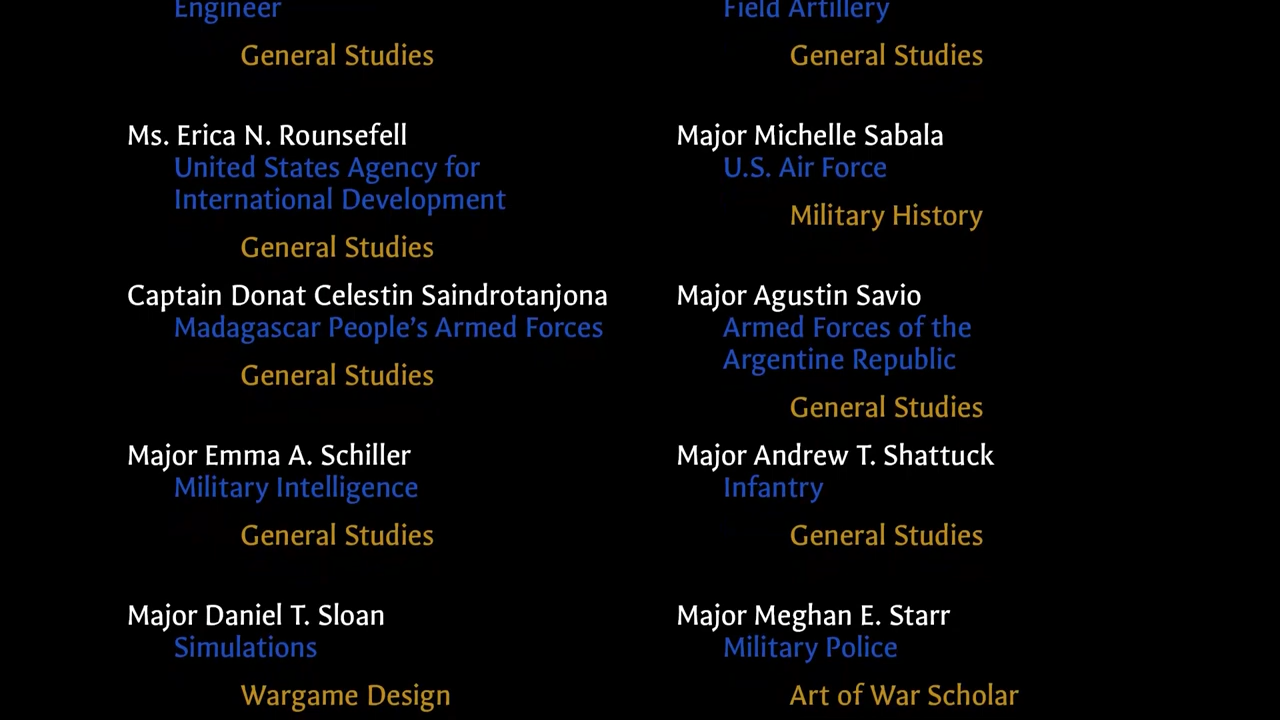 Engineer
General Studies
Field Artillery
General Studies
Ms. Erica N. Rounsefell
United States Agency for
International Development
General Studies
Major Michelle Sabala
U.S. Air Force
Military History
Captain Donat Celestin Saindrotanjona
Madagascar People’s Armed Forces
General Studies
Major Agustin Savio
Armed Forces of the
Argentine Republic
General Studies
Major Emma A. Schiller
Military Intelligence
General Studies
Major Andrew T. Shattuck
Infantry
General Studies
Major Daniel T. Sloan
Simulations
Wargame Design
Major Meghan E. Starr
Military Police
Art of War Scholar